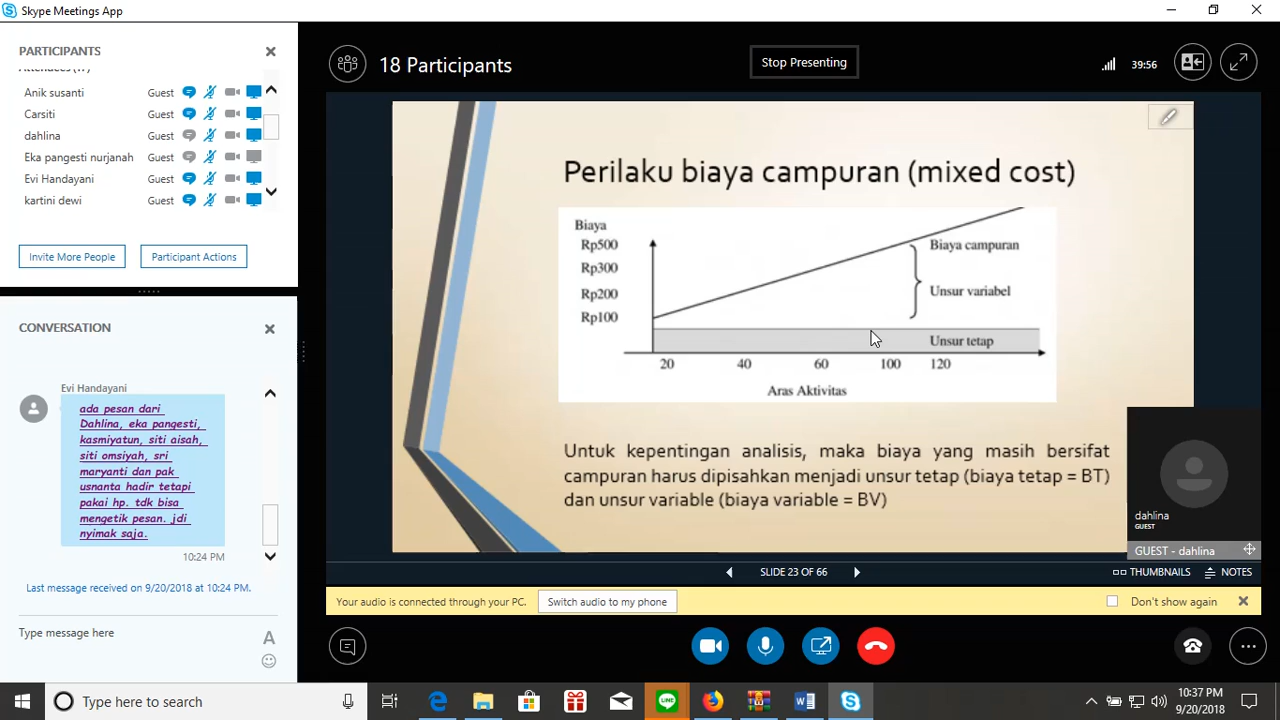 Skype Meetings App
PARTICIPANTS
Anik susanti Guest
Carsiti Guest
dahlina Guest
Eka pangesti nurjanah Guest
Evi Handayani Guest
kartini dewi Guest
Invite More People Participant Actions
CONVERSATION
Evi Handayani
ada pesan dari
Dahlina, eka pangesti,
kasmiyatun, siti aisah,
siti omsiyah, sri
maryanti dan pak
usnanta hadir tetapi
pakai hp. tdk bisa
mengetik pesan. jdi
nyimak saja.
10:24 PM
Last message received on 9/20/2018 at 10:24 PM.
Type message here
A
18 Participants
Stop Presenting
39:56
Perilaku biaya campuran (mixed cost)
Biaya
Rp500
Rp300
Rp200
Rp100
Biaya campuran
Unsur variabel
Unsur tetap
20 40 60 100 120
Aras Aktivitas
Untuk kepentingan analisis, maka biaya yang masih bersifat
campuran harus dipisahkan menjadi unsur tetap (biaya tetap = BT)
dan unsur variable (biaya variable = BV)
dahlina
GUEST
GUEST - dahlina
SLIDE 23 OF 66
THUMBNAILS NOTES
Your audio is connected through your PC. Switch audio to my phone
Don't show again
Type here to search
LINE
10:37 PM
9/20/2018